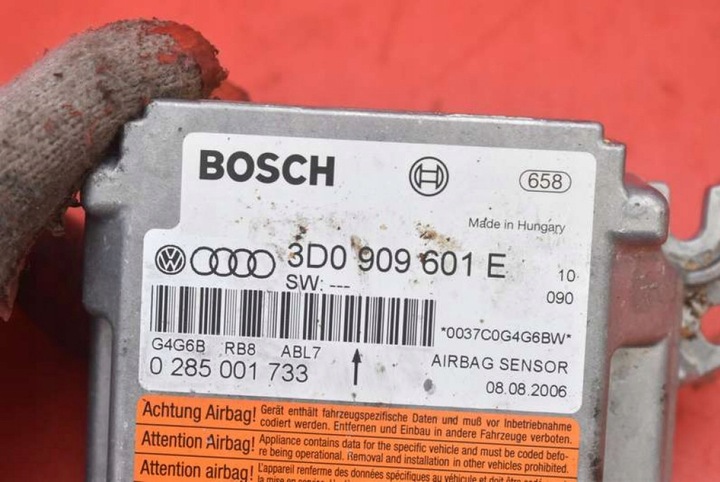 BOSCH
658
Made in Hungary
3D0 909 601 E
10
SW: ---
090
*0037C0G4G6BW*
G4G6B RB8 ABL7
AIRBAG SENSOR
0 285 001 733
08.08.2006
Achtung Airbag! Gerät enthält fahrzeugspezifische Daten und muß vor Inbetriebnahme
codiert werden. Entfernen und Einbau in andere Fahrzeuge verboten.
Attention Airbag! Appliance contains data for the specific vehicle and must be coded befo-
re being operational. Removal and installation in other vehicles prohibited.
Attention airbag! L'appareil renferme des données spécifiques au véhicule et doit